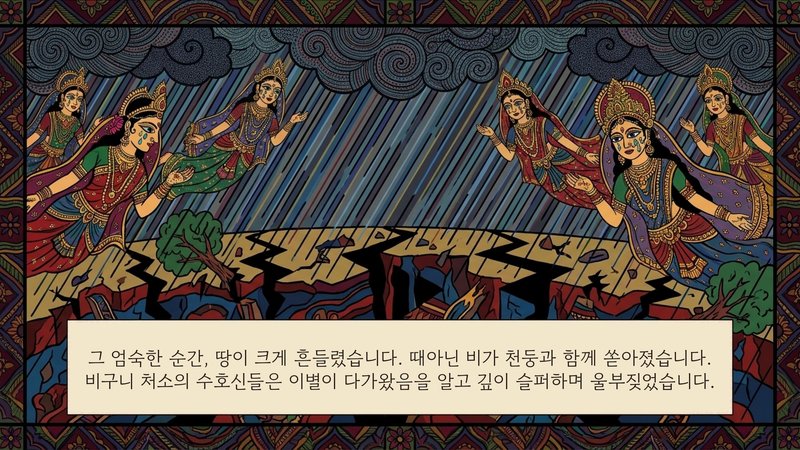 그 엄숙한 순간, 땅이 크게 흔들렸습니다. 때아닌 비가 천둥과 함께 쏟아졌습니다.
비구니 처소의 수호신들은 이별이 다가왔음을 알고 깊이 슬퍼하며 울부짖었습니다.